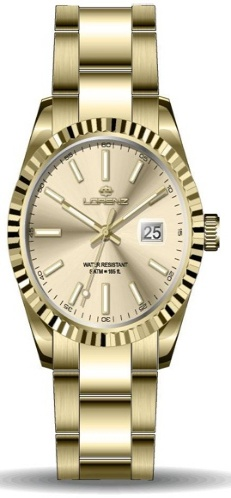 LORENZ
25
WATER RESISTANT
5 ATM = 165 ft.